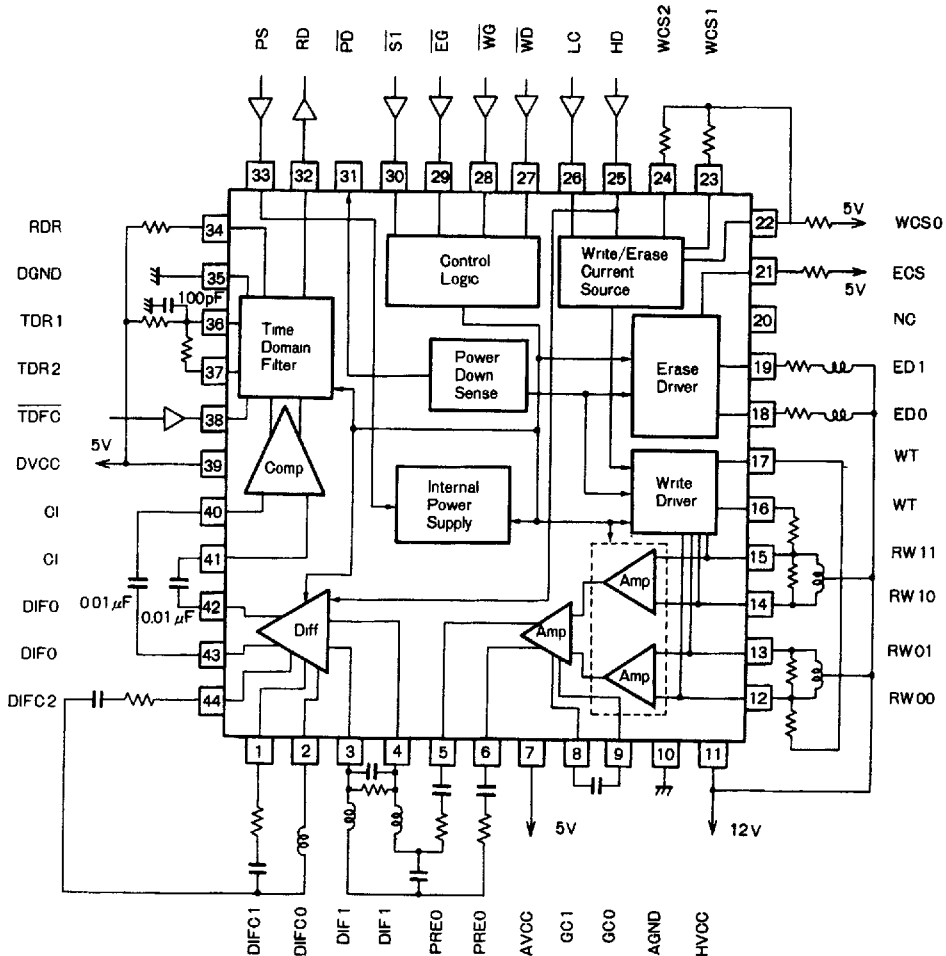 PS
RD
PD
S1
EG
WG
WD
LC
HD
WCS2
WCS1
33
32
31
30
29
28
27
26
25
24
23
RDR
34
22
5V
WCS0
DGND
35
Control
Logic
Write/Erase
Current
Source
21
5V
ECS
100pF
TDR1
36
Time
Domain
Filter
20
NC
TDR2
37
Power
Down
Sense
Erase
Driver
19
ED1
TDFC
38
18
ED0
5V
DVCC
39
Comp
17
WT
CI
40
Internal
Power
Supply
Write
Driver
16
WT
CI
41
15
RW11
0.01μF
0.01μF
DIF0
42
Amp
14
RW10
Diff
Amp
DIF0
43
13
RW01
Amp
DIFC2
44
12
RW00
1
2
3
4
5
6
7
8
9
10
11
5V
12V
DIFC1
DIFC0
DIF1
DIF1
PRE0
PRE0
AVCC
GC1
GC0
AGND
HVCC